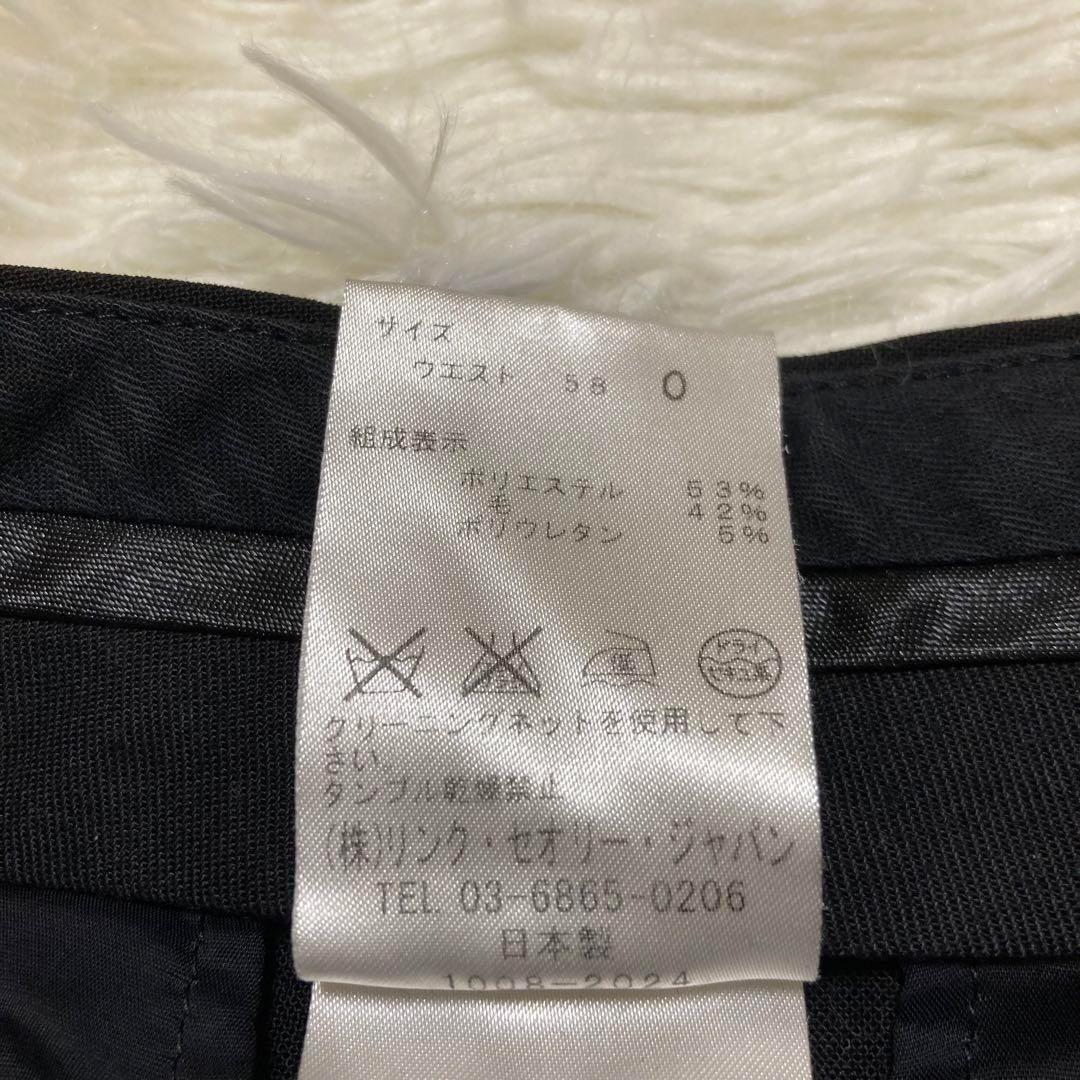 サイズ
ウエスト 58 0
組成表示
ポリエステル 53%
毛 42%
ポリウレタン 5%
ドライ
クリーニングネットを使用して下
さい
タンブル乾燥禁止
(株)リンク・セオリー・ジャパン
TEL. 03-6865-0206
日本製